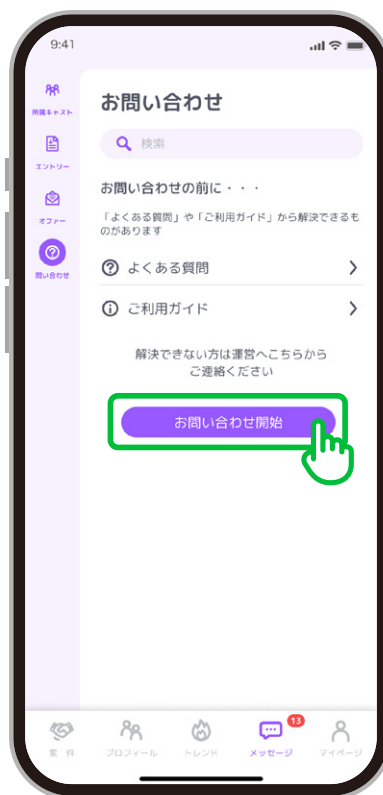 9:41
所属キャスト
エントリー
オファー
問い合わせ
お問い合わせ
検索
お問い合わせの前に・・・
「よくある質問」や「ご利用ガイド」から解決できるも
のがあります
よくある質問
ご利用ガイド
解決できない方は運営へこちらから
ご連絡ください
お問い合わせ開始
案 件
プロフィール
トレンド
13
メッセージ
マイページ